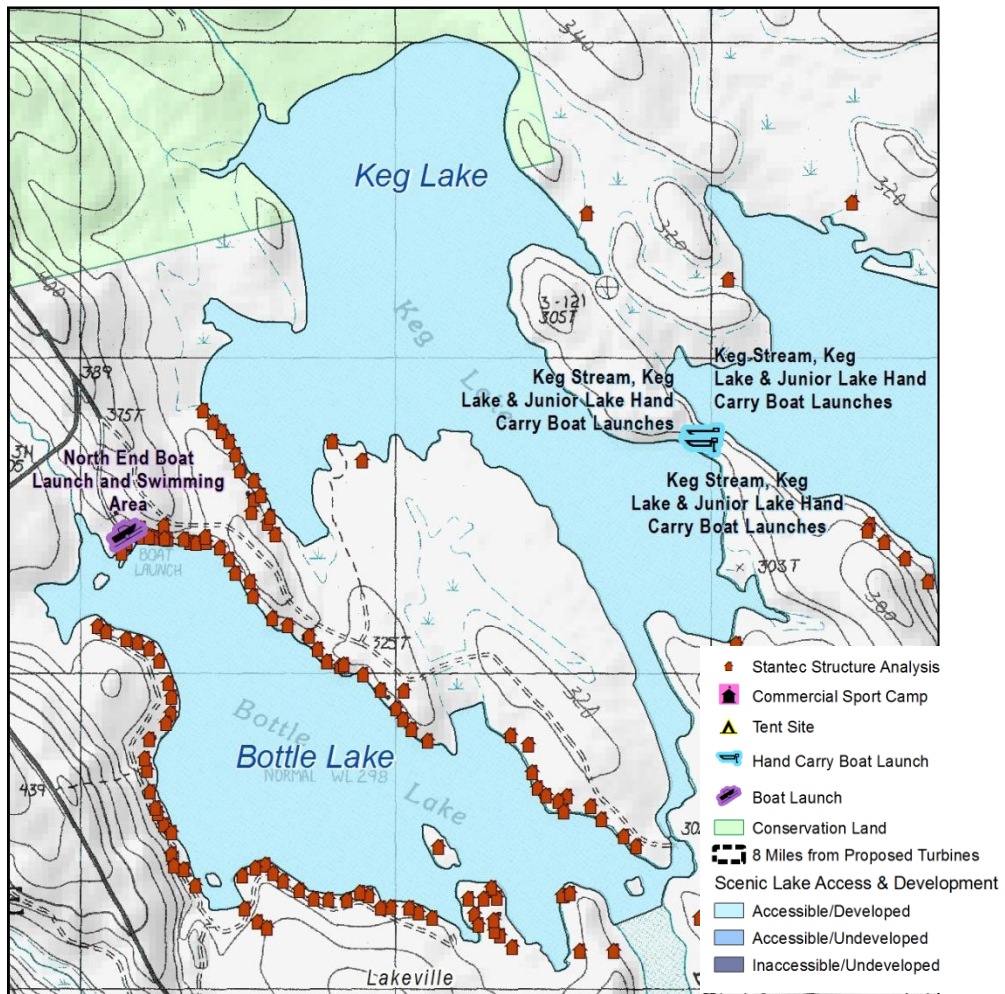 340
Keg Lake
320
320
400
3-121
305T
Keg
Lake
Keg Stream, Keg
Lake & Junior Lake Hand
Carry Boat Launches
Keg Stream, Keg
Lake & Junior Lake Hand
Carry Boat Launches
389
375T
North End Boat
Launch and Swimming
Area
Keg Stream, Keg
Lake & Junior Lake Hand
Carry Boat Launches
BOAT
LAUNCH
303T
300
325T
320
Bottle
Bottle Lake
NORMAL WL 298
Lake
439
Lakeville
Stantec Structure Analysis
Commercial Sport Camp
Tent Site
Hand Carry Boat Launch
Boat Launch
Conservation Land
8 Miles from Proposed Turbines
Scenic Lake Access & Development
Accessible/Developed
Accessible/Undeveloped
Inaccessible/Undeveloped